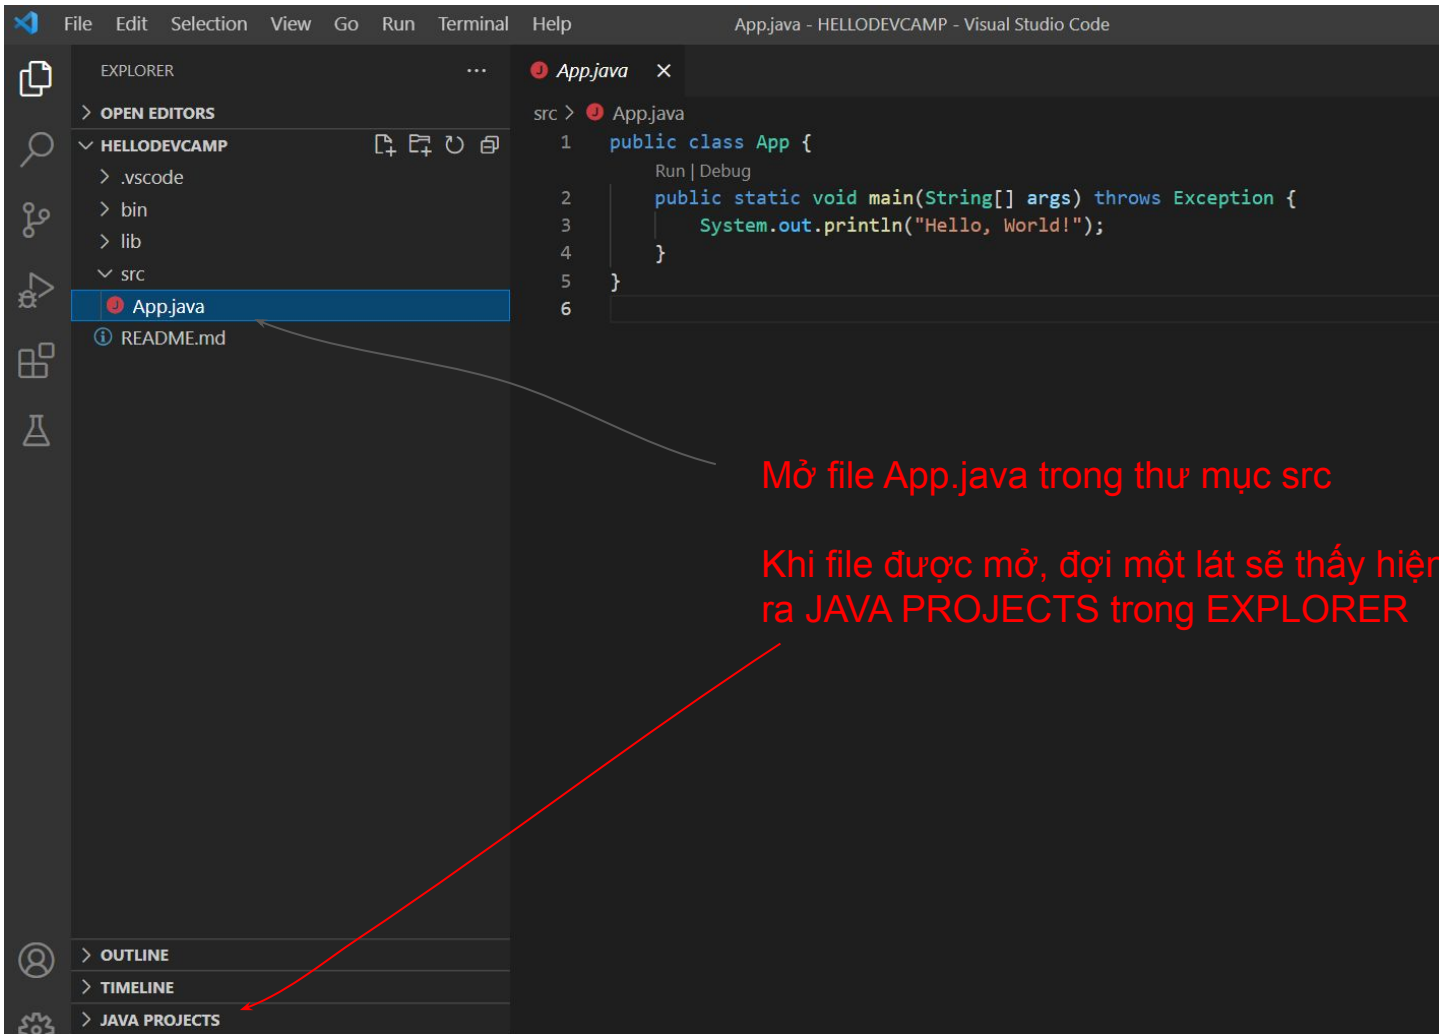 File Edit Selection View Go Run Terminal Help App.java - HELLODEVCAMP - Visual Studio Code
EXPLORER ···
OPEN EDITORS
HELLODEVCAMP
.vscode
bin
lib
src
App.java
README.md
OUTLINE
TIMELINE
JAVA PROJECTS
App.java
src > App.java
1 public class App {
Run | Debug
2 public static void main(String[] args) throws Exception {
3 System.out.println("Hello, World!");
4 }
5 }
6
Mở file App.java trong thư mục src
Khi file được mở, đợi một lát sẽ thấy hiện
ra JAVA PROJECTS trong EXPLORER